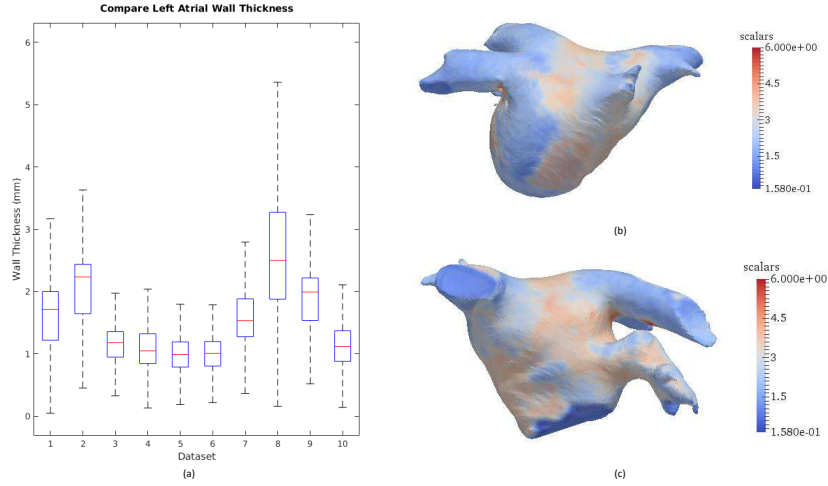 Compare Left Atrial Wall Thickness
6
5
4
3
2
1
0
Wall Thickness (mm)
1 2 3 4 5 6 7 8 9 10
Dataset
(a)
scalars
6.000e+00
4.5
3
1.5
1.580e-01
(b)
scalars
6.000e+00
4.5
3
1.5
1.580e-01
(c)